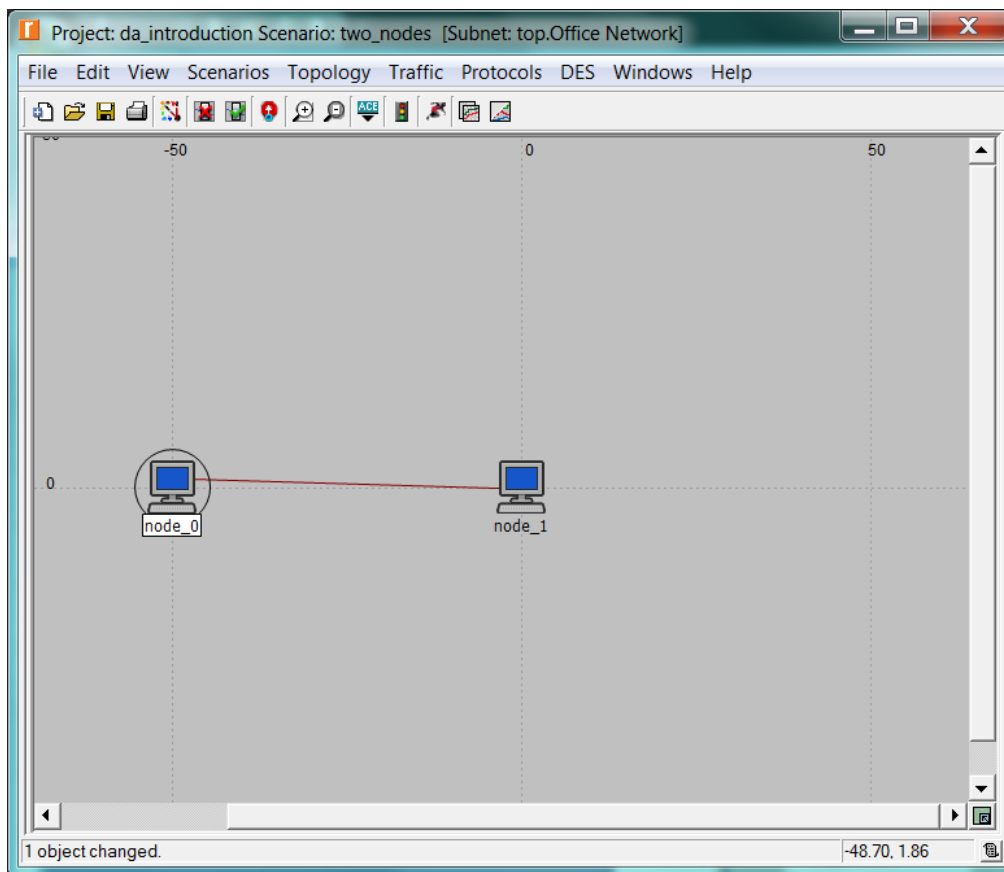 Project: da_introduction Scenario: two_nodes [Subnet: top.Office Network]
File Edit View Scenarios Topology Traffic Protocols DES Windows Help
ACE
-50 0 50
0
node_0 node_1
1 object changed. -48.70, 1.86